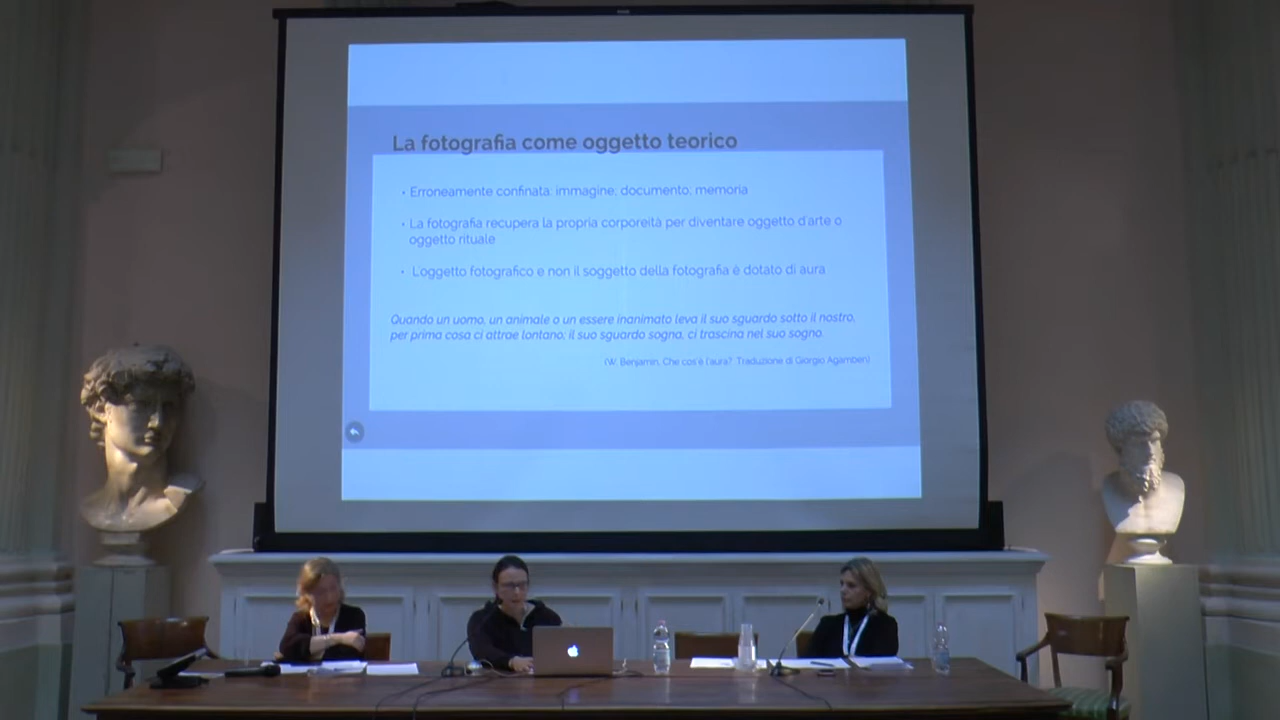 La fotografia come oggetto teorico
• Erroneamente confinata: immagine; documento; memoria
• La fotografia recupera la propria corporeità per diventare oggetto d'arte o
oggetto rituale
• L'oggetto fotografico e non il soggetto della fotografia è dotato di aura
Quando un uomo, un animale o un essere inanimato leva il suo sguardo sotto il nostro,
per prima cosa ci attrae lontano; il suo sguardo sogna, ci trascina nel suo sogno.
(W. Benjamin, Che cos'è l'aura? Traduzione di Giorgio Agamben)